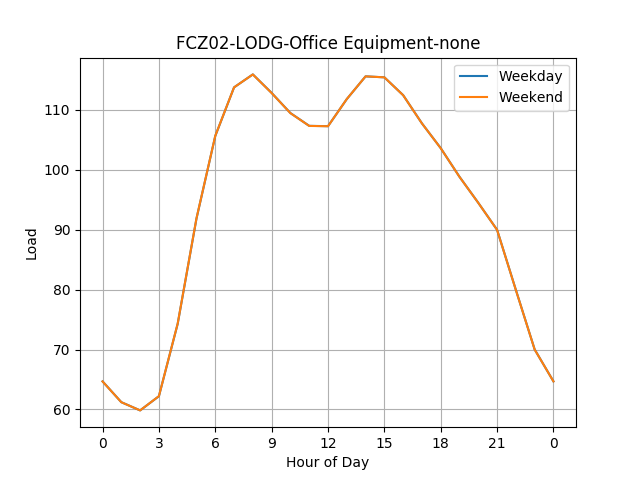 FCZ02-LODG-Office Equipment-none
Weekday
Weekend
110
100
90
80
70
60
Load
0 3 6 9 12 15 18 21 0
Hour of Day